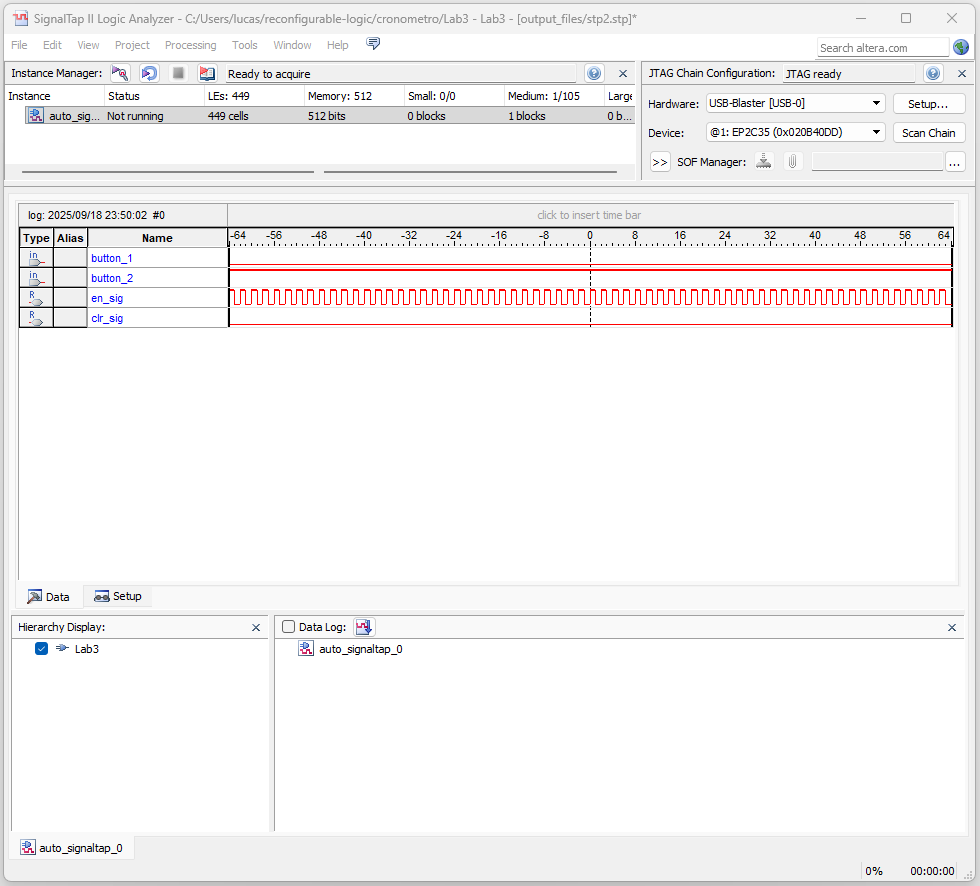 SignalTap II Logic Analyzer - C:/Users/lucas/reconfigurable-logic/cronometro/Lab3 - Lab3 - [output_files/stp2.stp]*
File Edit View Project Processing Tools Window Help
Search altera.com
Instance Manager: Ready to acquire
JTAG Chain Configuration: JTAG ready
Instance Status LEs: 449 Memory: 512 Small: 0/0 Medium: 1/105 Large
auto_sig... Not running 449 cells 512 bits 0 blocks 1 blocks 0 b...
Hardware: USB-Blaster [USB-0] Setup...
Device: @1: EP2C35 (0x020B40DD) Scan Chain
>> SOF Manager: ...
log: 2025/09/18 23:50:02 #0 click to insert time bar
Type Alias Name -64 -56 -48 -40 -32 -24 -16 -8 0 8 16 24 32 40 48 56 64
in button_1
in button_2
R en_sig
R clr_sig
Data Setup
Hierarchy Display:
Lab3
Data Log:
auto_signaltap_0
auto_signaltap_0
0% 00:00:00